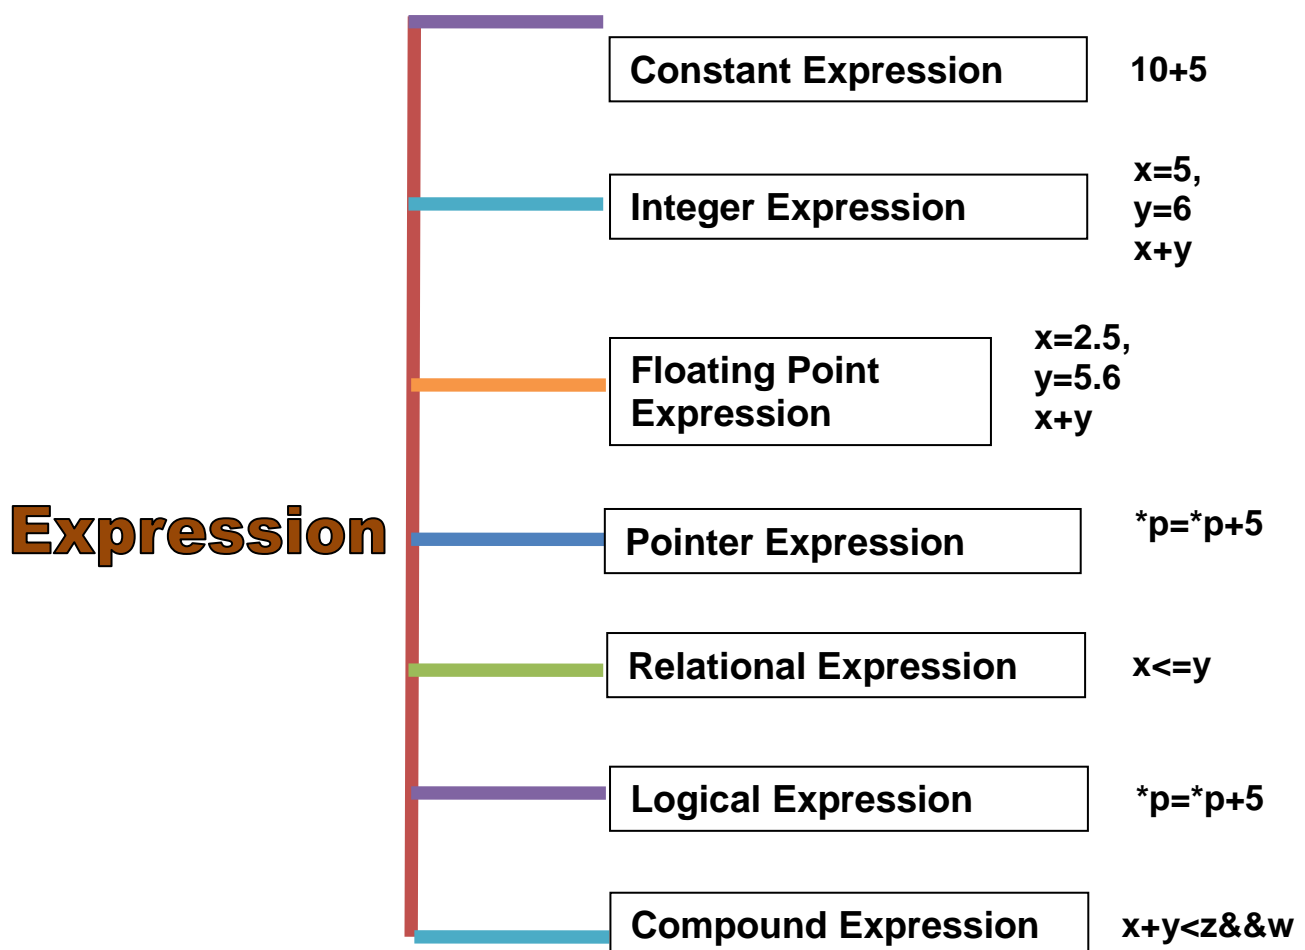 Constant Expression
10+5
Integer Expression
x=5,
y=6
x+y
Floating Point
Expression
x=2.5,
y=5.6
x+y
Expression
Pointer Expression
*p=*p+5
Relational Expression
x<=y
Logical Expression
*p=*p+5
Compound Expression
x+y<z&&w